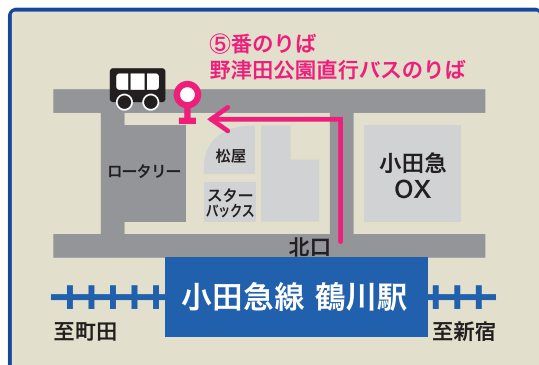 ⑤番のりば
野津田公園直行バスのりば
松屋
ロータリー
小田急
OX
スター
バックス
北口
小田急線 鶴川駅
至町田
至新宿